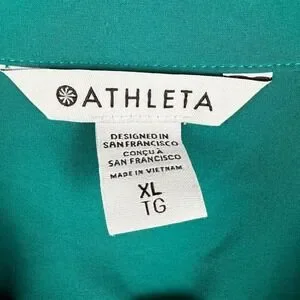 ATHLETA
DESIGNED IN
SAN FRANCISCO
CONÇU À
SAN FRANCISCO
MADE IN VIETNAM
XL
TG